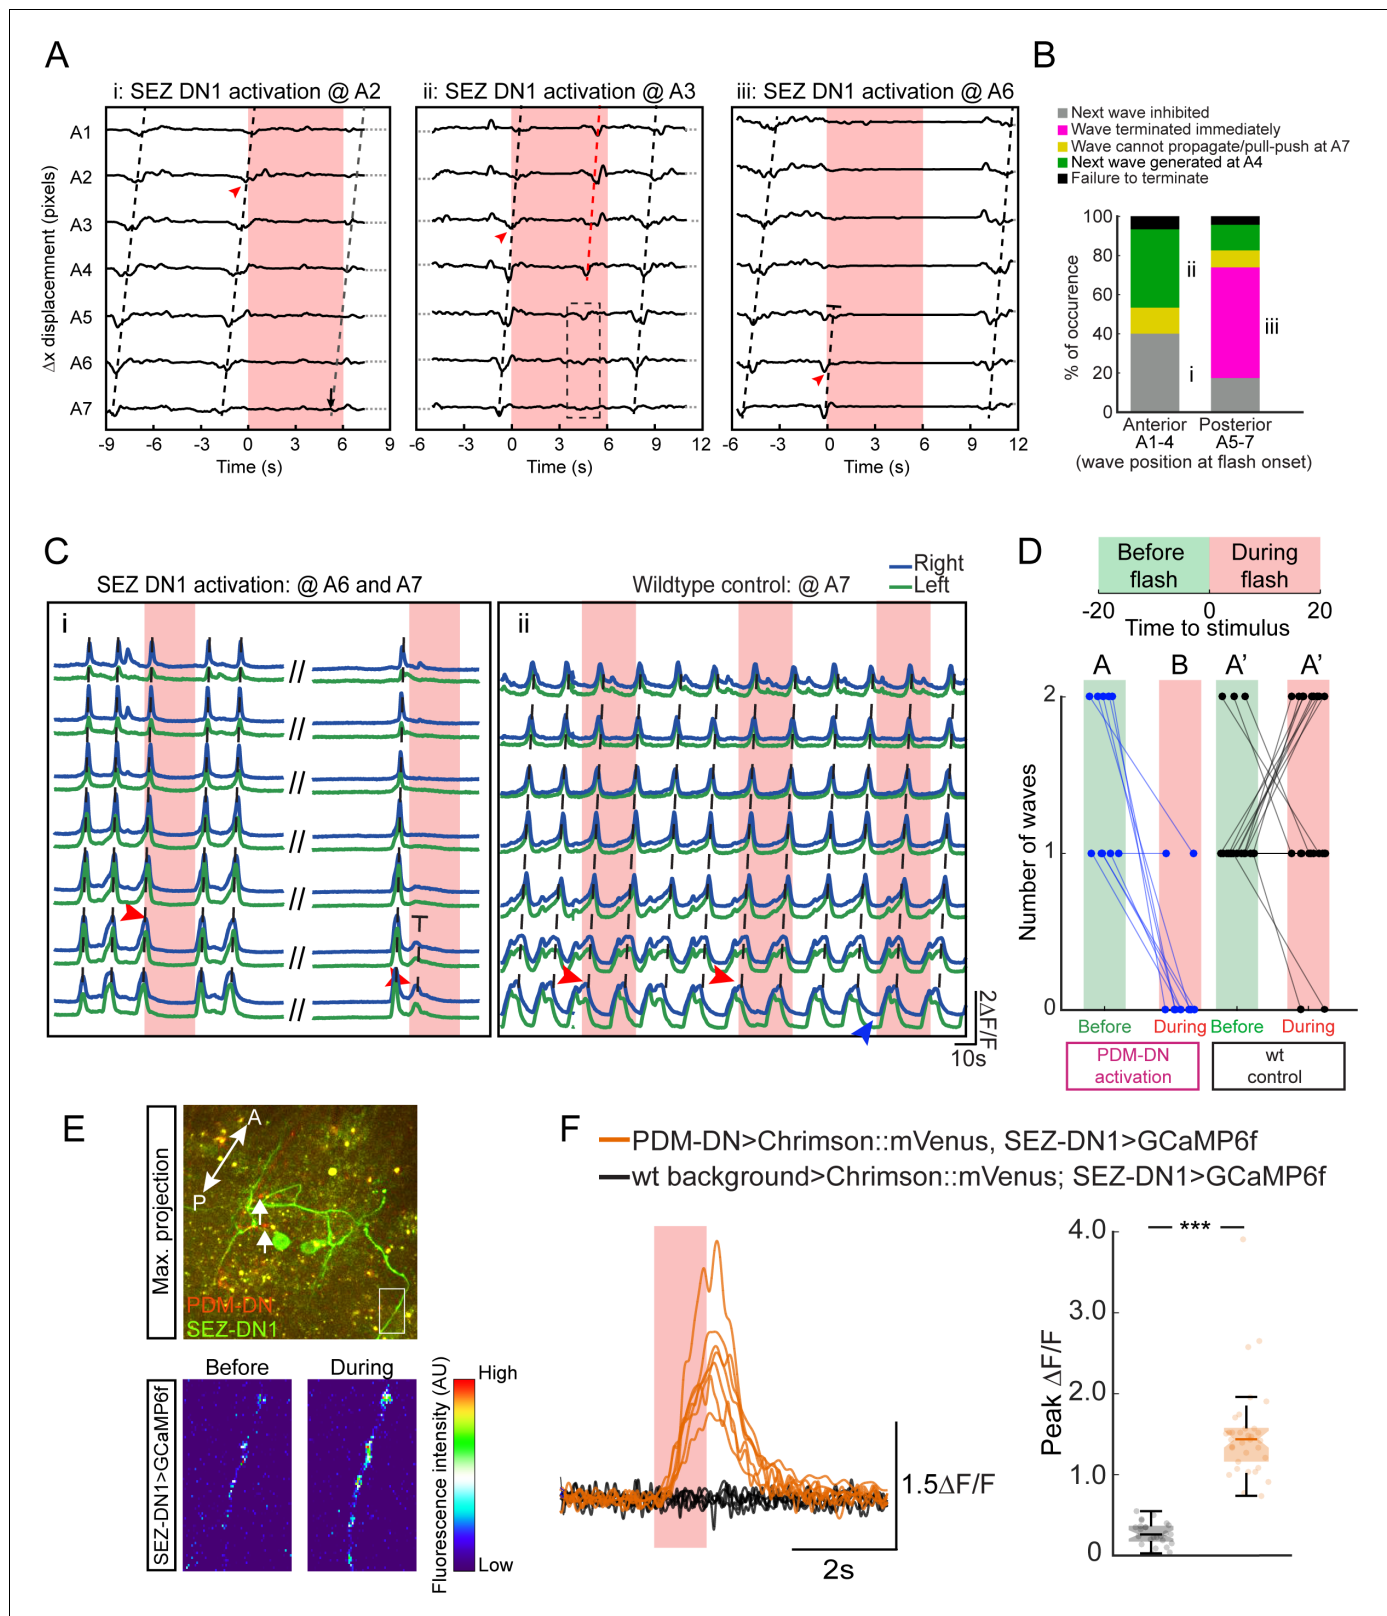 A
i: SEZ DN1 activation @ A2
ii: SEZ DN1 activation @ A3
iii: SEZ DN1 activation @ A6
Δx displacemnent (pixels)
A1
A2
A3
A4
A5
A6
A7
-9 -6 -3 0 3 6 9
Time (s)
-6 -3 0 3 6 9 12
Time (s)
-6 -3 0 3 6 9 12
Time (s)
B
Next wave inhibited
Wave terminated immediately
Wave cannot propagate/pull-push at A7
Next wave generated at A4
Failure to terminate
% of occurence
100
80
60
40
20
0
ii
iii
i
Anterior Posterior
A1-4 A5-7
(wave position at flash onset)
C
SEZ DN1 activation: @ A6 and A7
Wildtype control: @ A7
Right
Left
i
ii
//
//
//
//
//
//
//
2ΔF/F
10s
D
Before flash
During flash
-20 0 20
Time to stimulus
A B A' A'
Number of waves
2
1
0
Before During Before During
PDM-DN activation
wt control
E
Max. projection
A
P
PDM-DN
SEZ-DN1
SEZ-DN1>GCaMP6f
Before During
Fluorescence intensity (AU)
High
Low
F
PDM-DN>Chrimson::mVenus, SEZ-DN1>GCaMP6f
wt background>Chrimson::mVenus; SEZ-DN1>GCaMP6f
1.5ΔF/F
2s
Peak ΔF/F
4.0
3.0
2.0
1.0
0
***